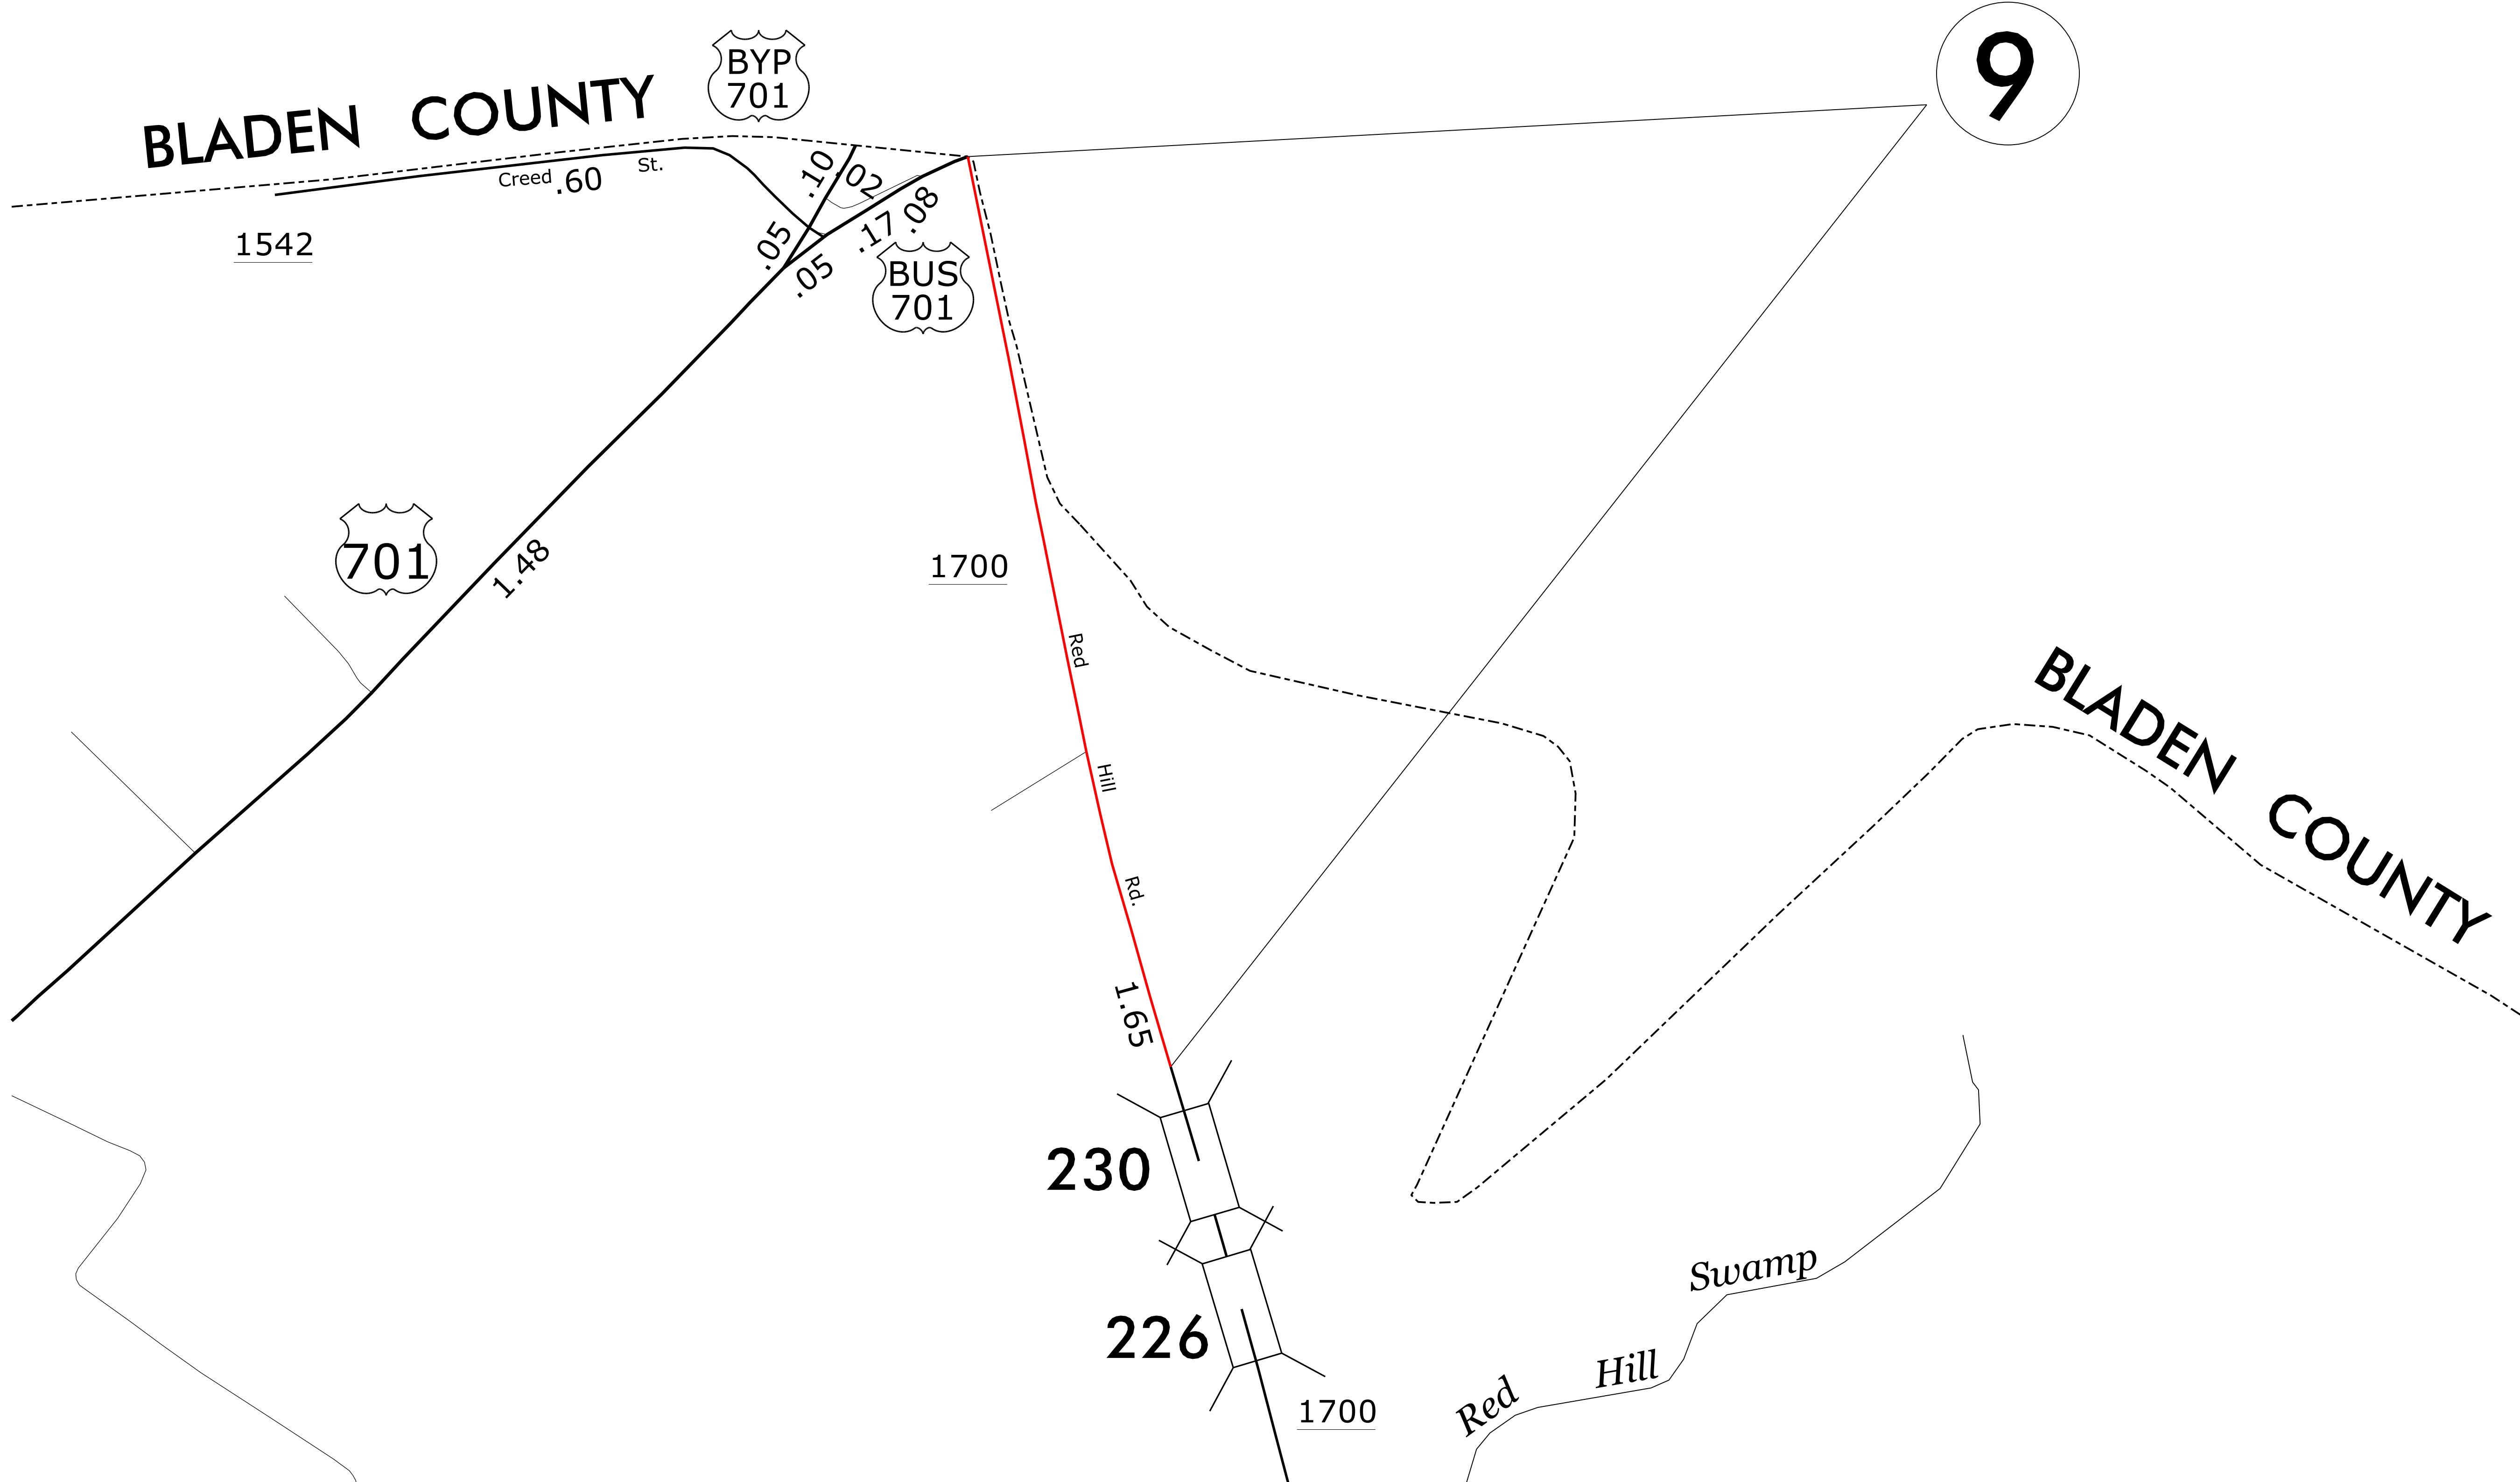 BYP
701
9
BLADEN COUNTY
Creed .60 St.
.10
.02
1542
.05
.05
.17
.08
BUS
701
701
1.48
1700
Red Hill Rd.
BLADEN COUNTY
1.65
230
226
1700
Red Hill Swamp